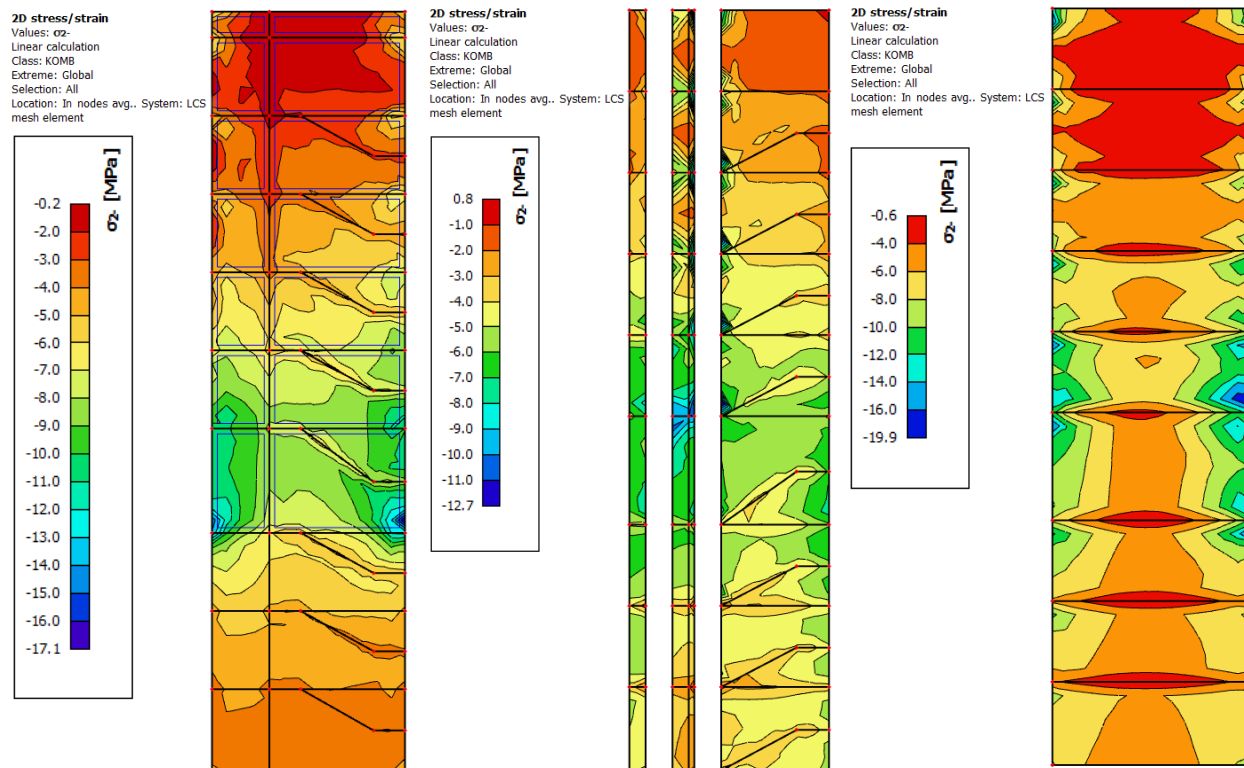 2D stress/strain
Values: σ2-
Linear calculation
Class: KOMB
Extreme: Global
Selection: All
Location: In nodes avg.. System: LCS
mesh element
σ2- [MPa]
-0.2
-2.0
-3.0
-4.0
-5.0
-6.0
-7.0
-8.0
-9.0
-10.0
-11.0
-12.0
-13.0
-14.0
-15.0
-16.0
-17.1
2D stress/strain
Values: σ2-
Linear calculation
Class: KOMB
Extreme: Global
Selection: All
Location: In nodes avg.. System: LCS
mesh element
σ2- [MPa]
0.8
-1.0
-2.0
-3.0
-4.0
-5.0
-6.0
-7.0
-8.0
-9.0
-10.0
-11.0
-12.7
2D stress/strain
Values: σ2-
Linear calculation
Class: KOMB
Extreme: Global
Selection: All
Location: In nodes avg.. System: LCS
mesh element
σ2- [MPa]
-0.6
-4.0
-6.0
-8.0
-10.0
-12.0
-14.0
-16.0
-19.9